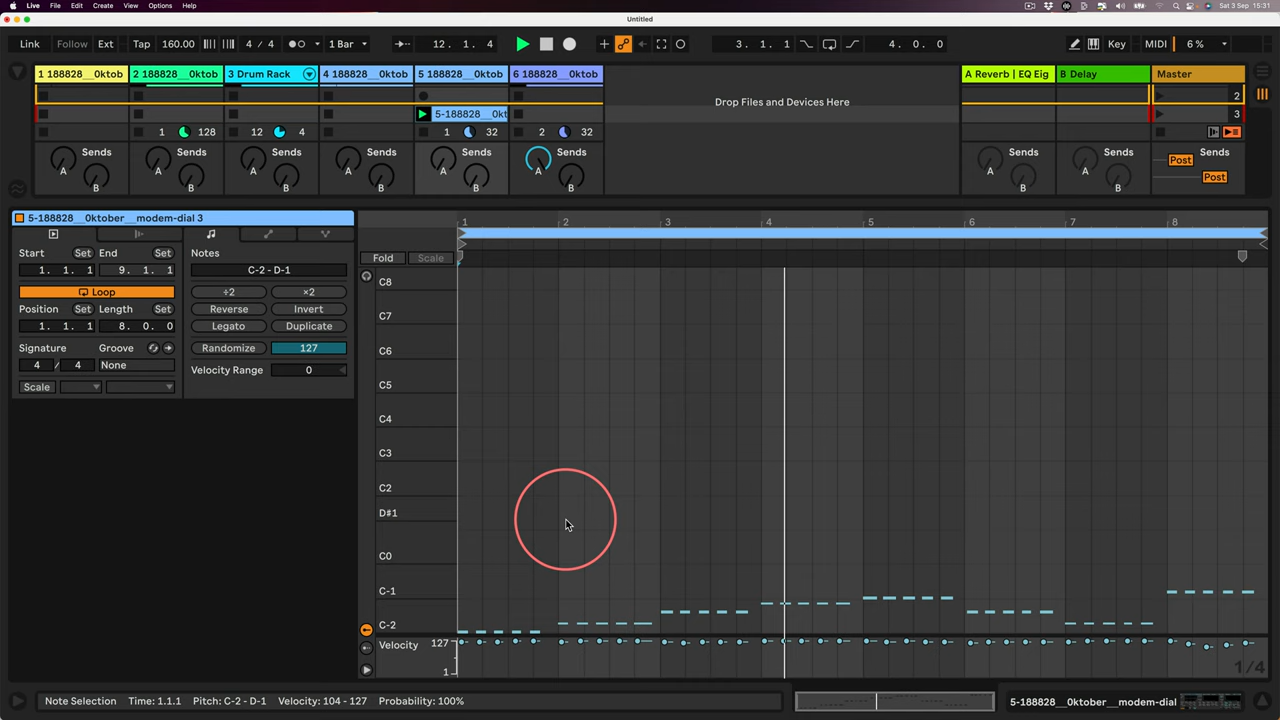 Live File Edit Create View Options Help Sat 3 Sep 15:31
Untitled
Link Follow Ext Tap 160.00 4 / 4 1 Bar 12. 1. 4 3. 1. 1 4. 0. 0 Key MIDI 6 %
1 188828__0ktob 2 188828__0ktob 3 Drum Rack 4 188828__0ktob 5 188828__0ktob 6 188828__0ktob A Reverb | EQ Eig B Delay Master
Drop Files and Devices Here 2
5-188828__0kt 3
1 128 12 4 1 32 2 32
Sends Sends Sends Sends Sends Sends Sends Sends Post Sends
A A A A A A A A
B B B B B B B B Post
5-188828__0ktober__modem-dial 3
1 2 3 4 5 6 7 8
Start Set End Set Notes
Fold Scale
1. 1. 1 9. 1. 1 C-2 - D-1
Loop ÷2 ×2
Position Set Length Set Reverse Invert
1. 1. 1 8. 0. 0 Legato Duplicate
Signature Groove Randomize 127
4 / 4 None Velocity Range 0
Scale
C8
C7
C6
C5
C4
C3
C2
D#1
C0
C-1
C-2
Velocity 127
1
1/4
Note Selection Time: 1.1.1 Pitch: C-2 - D-1 Velocity: 104 - 127 Probability: 100% 5-188828__0ktober__modem-dial